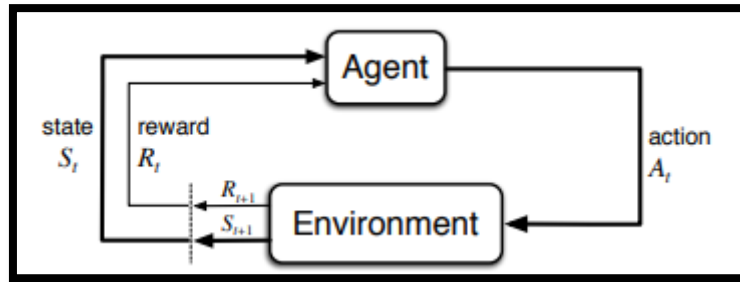 Agent
state
S_t
reward
R_t
action
A_t
R_{t+1}
S_{t+1}
Environment